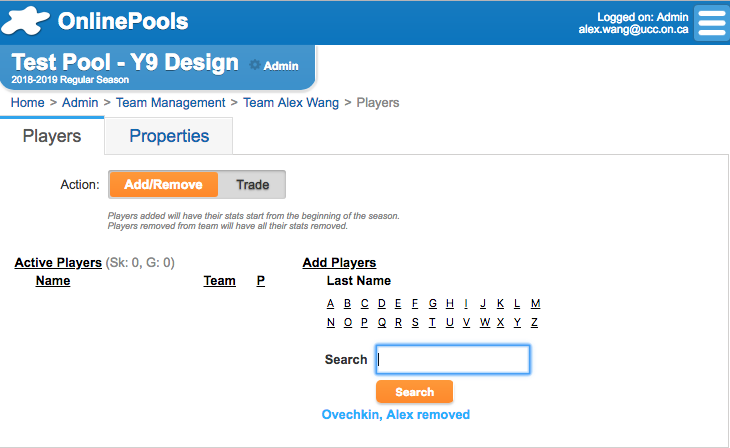 OnlinePools
Logged on: Admin
alex.wang@ucc.on.ca
Test Pool - Y9 Design Admin
2018-2019 Regular Season
Home > Admin > Team Management > Team Alex Wang > Players
Players Properties
Action: Add/Remove Trade
Players added will have their stats start from the beginning of the season.
Players removed from team will have all their stats removed.
Active Players (Sk: 0, G: 0)
Name Team P
Add Players
Last Name
A B C D E F G H I J K L M
N O P Q R S T U V W X Y Z
Search
Search
Ovechkin, Alex removed